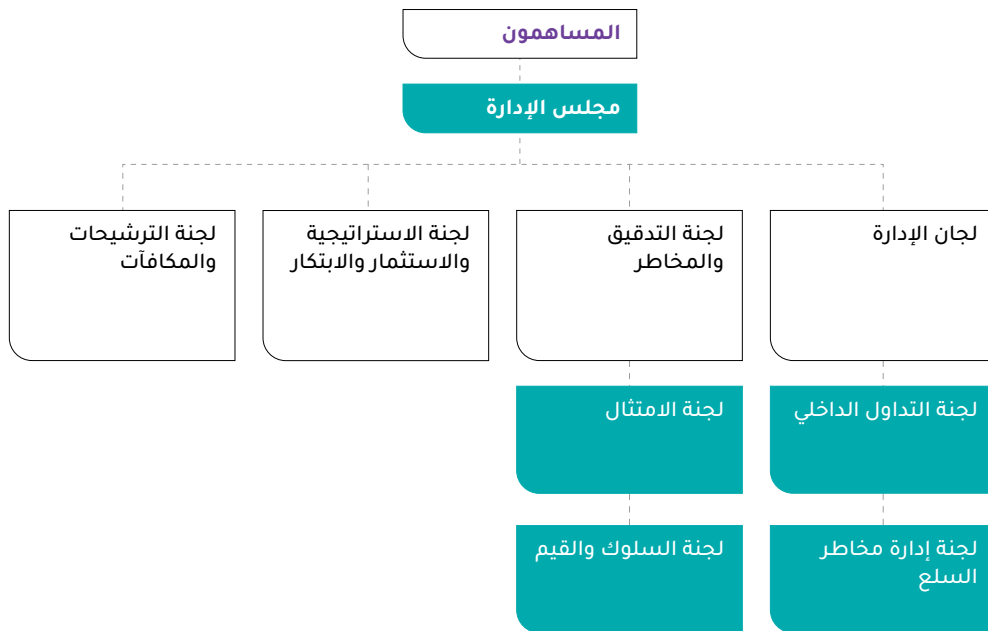 المساهمون
مجلس الإدارة
لجان الإدارة
لجنة التدقيق
والمخاطر
لجنة الاستراتيجية
والاستثمار والابتكار
لجنة الترشيحات
والمكافآت
لجنة التداول الداخلي
لجنة الامتثال
لجنة إدارة مخاطر
السلع
لجنة السلوك والقيم